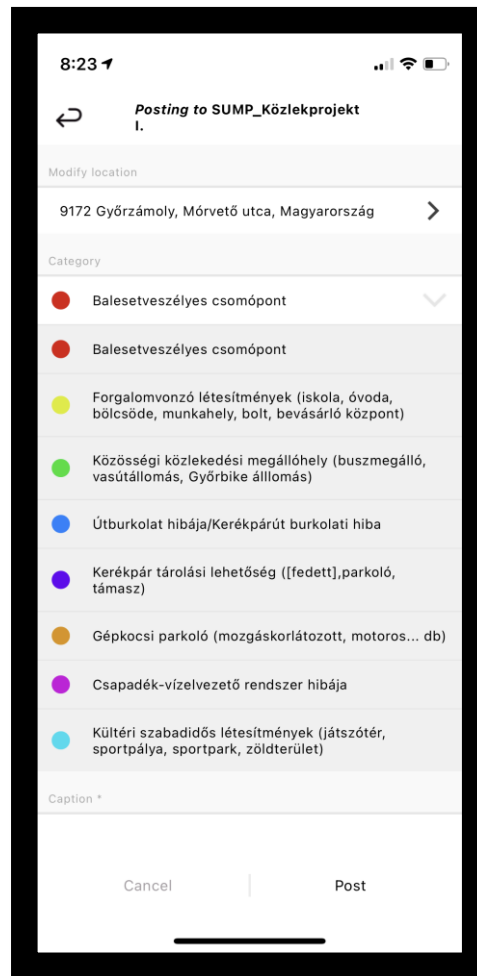 8:23
Posting to SUMP_Közlekprojekt
I.
Modify location
9172 Győrzámoly, Mórvető utca, Magyarország
Category
Balesetveszélyes csomópont
Balesetveszélyes csomópont
Forgalomvonzó létesítmények (iskola, óvoda,
bölcsöde, munkahely, bolt, bevásárló központ)
Közösségi közlekedési megállóhely (buszmegálló,
vasútállomás, Győrbike álllomás)
Útburkolat hibája/Kerékpárút burkolati hiba
Kerékpár tárolási lehetőség ([fedett],parkoló,
támasz)
Gépkocsi parkoló (mozgáskorlátozott, motoros... db)
Csapadék-vízelvezető rendszer hibája
Kültéri szabadidős létesítmények (játszótér,
sportpálya, sportpark, zöldterület)
Caption *
Cancel
Post